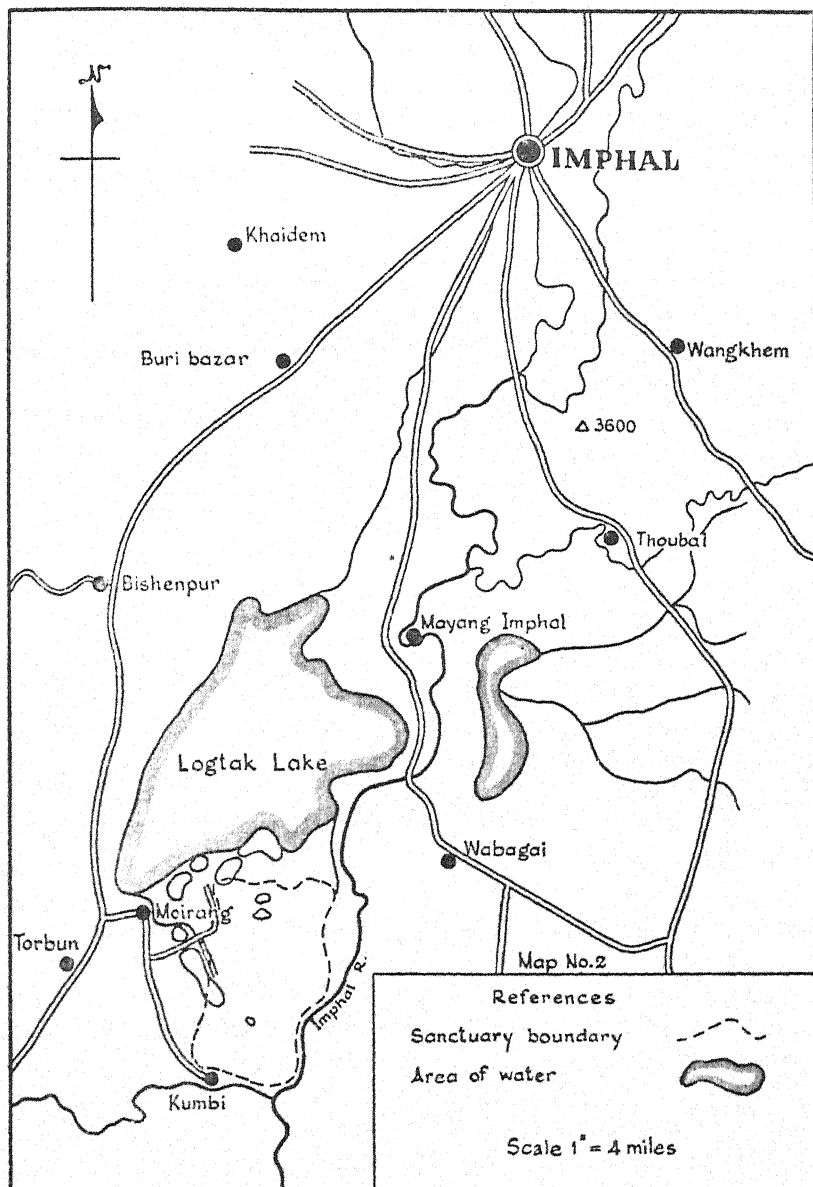 N
IMPHAL
Khaidem
Buri bazar
Wangkhem
△ 3600
Thoubal
Bishenpur
Mayang Imphal
Logtak Lake
Wabagai
Moirang
Torbun
Map No.2
Imphal R.
References
Sanctuary boundary
Area of water
Kumbi
Scale 1" = 4 miles